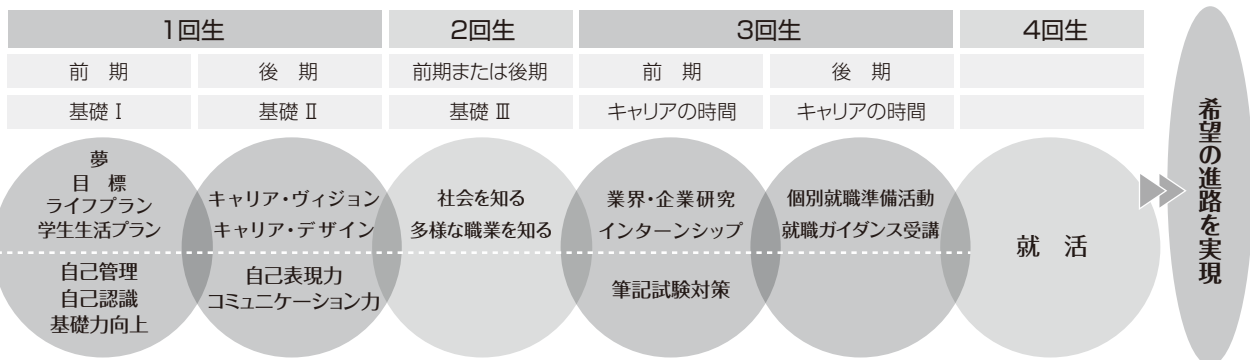 1回生
2回生
3回生
4回生
前　期
後　期
前期または後期
前　期
後　期
基礎 Ⅰ
基礎 Ⅱ
基礎 Ⅲ
キャリアの時間
キャリアの時間
夢
目　標
ライフプラン
学生生活プラン
自己管理
自己認識
基礎力向上
キャリア・ヴィジョン
キャリア・デザイン
自己表現力
コミュニケーション力
社会を知る
多様な職業を知る
業界・企業研究
インターンシップ
筆記試験対策
個別就職準備活動
就職ガイダンス受講
就　活
希望の進路を実現